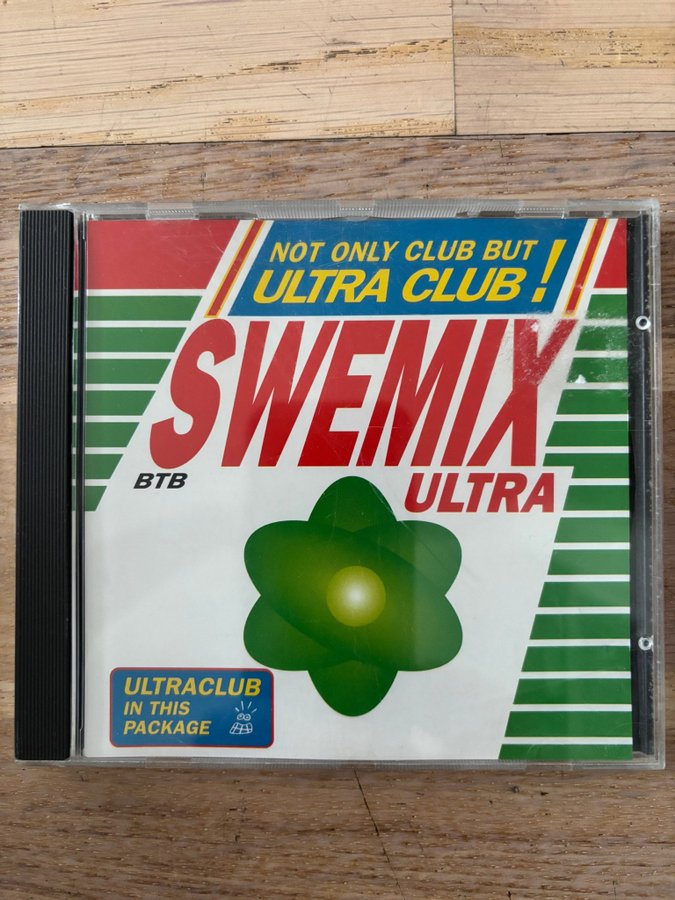 NOT ONLY CLUB BUT
ULTRA CLUB!
SWEMIX
BTB
ULTRA
ULTRACLUB
IN THIS
PACKAGE